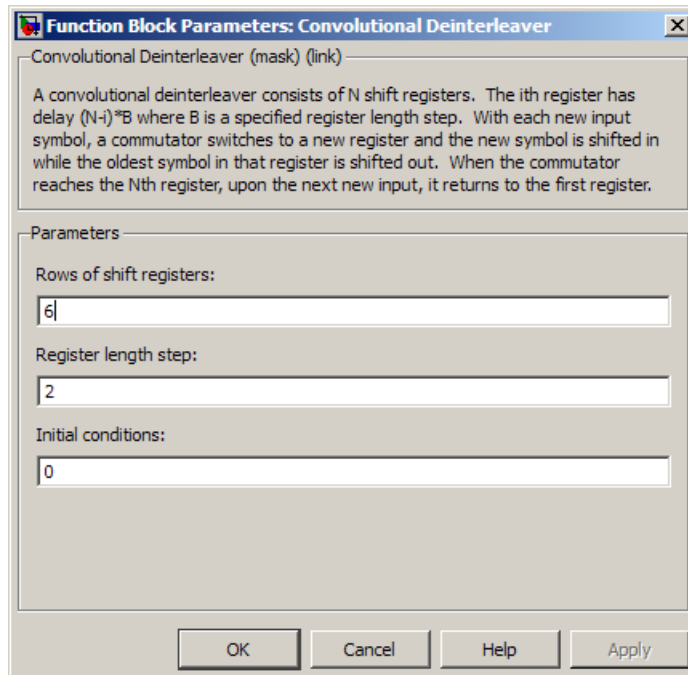 Function Block Parameters: Convolutional Deinterleaver
Convolutional Deinterleaver (mask) (link)
A convolutional deinterleaver consists of N shift registers.  The ith register has
delay (N-i)*B where B is a specified register length step.  With each new input
symbol, a commutator switches to a new register and the new symbol is shifted in
while the oldest symbol in that register is shifted out.  When the commutator
reaches the Nth register, upon the next new input, it returns to the first register.
Parameters
Rows of shift registers:
6
Register length step:
2
Initial conditions:
0
OK
Cancel
Help
Apply